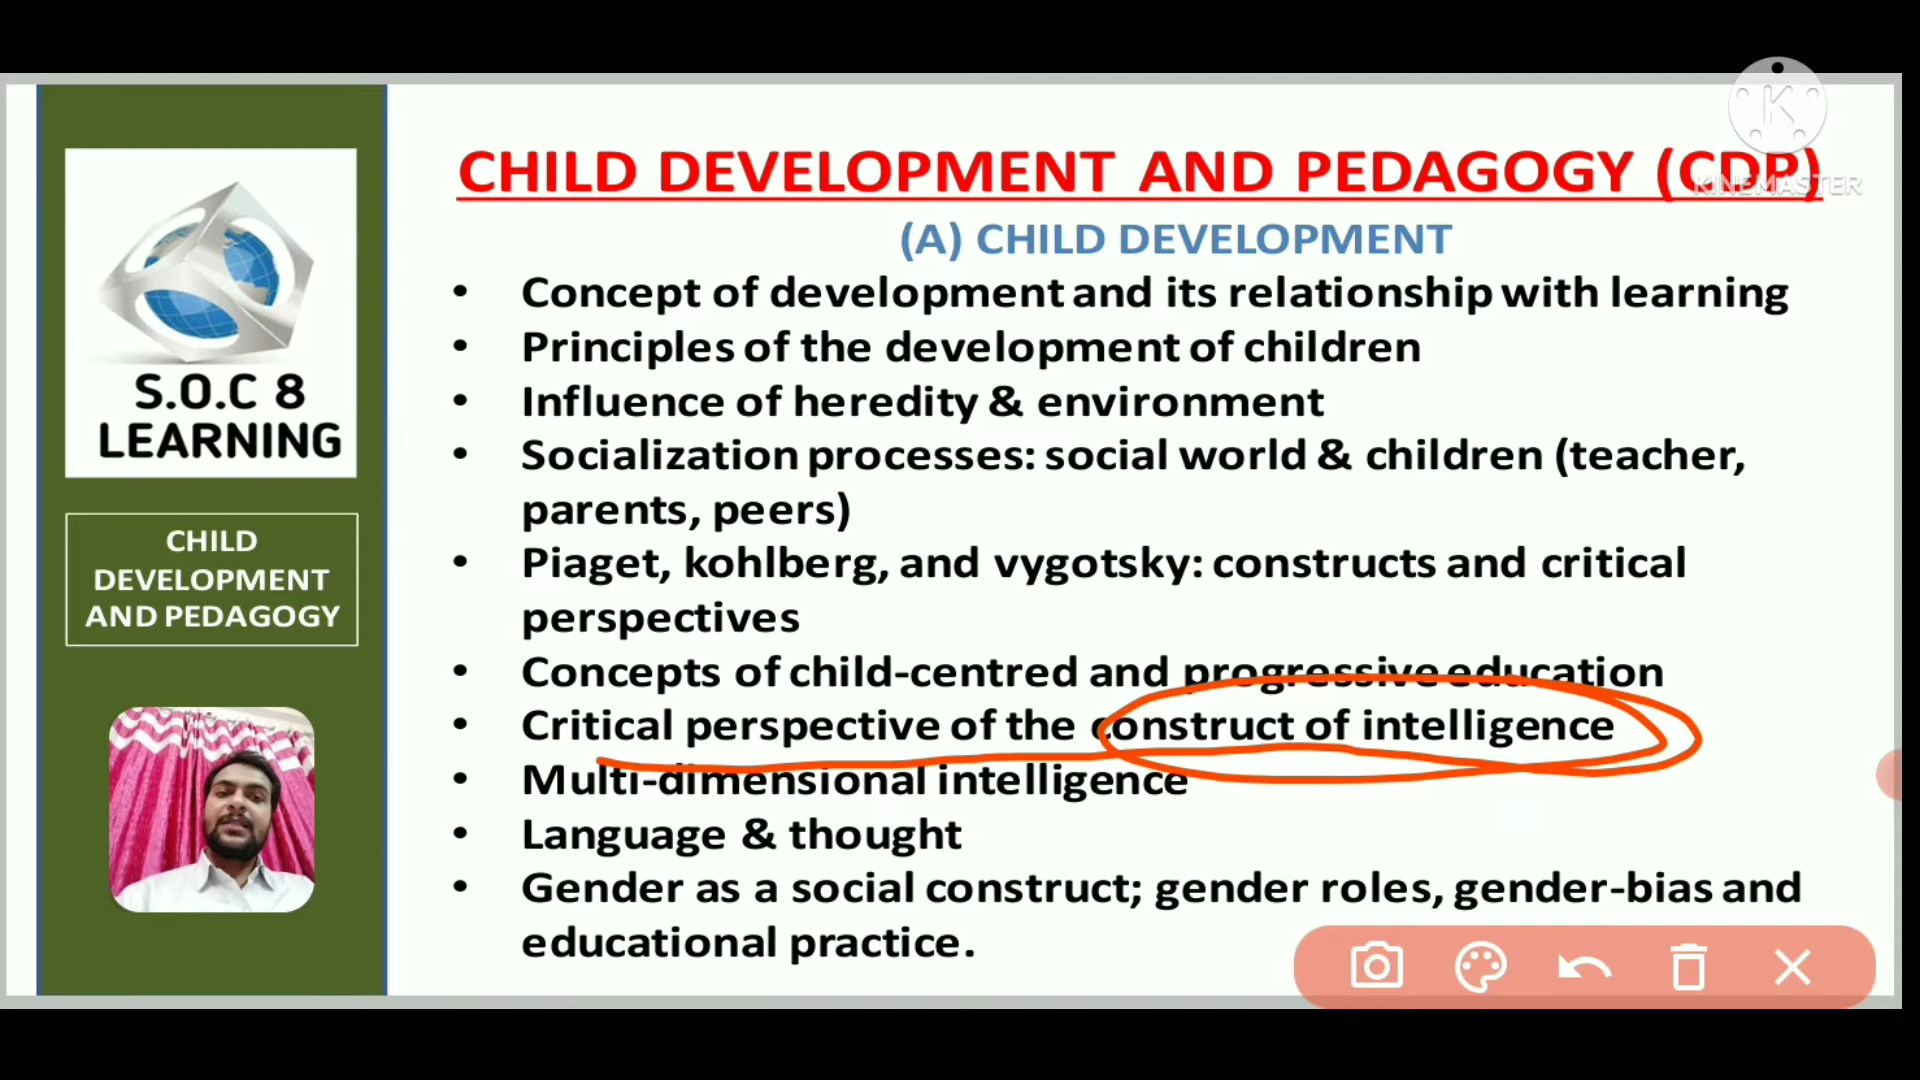 K
KINEMASTER
S.O.C 8
LEARNING
CHILD
DEVELOPMENT
AND PEDAGOGY
CHILD DEVELOPMENT AND PEDAGOGY (CDP)
(A) CHILD DEVELOPMENT
• Concept of development and its relationship with learning
• Principles of the development of children
• Influence of heredity & environment
• Socialization processes: social world & children (teacher,
parents, peers)
• Piaget, kohlberg, and vygotsky: constructs and critical
perspectives
• Concepts of child-centred and progressive education
• Critical perspective of the construct of intelligence
• Multi-dimensional intelligence
• Language & thought
• Gender as a social construct; gender roles, gender-bias and
educational practice.